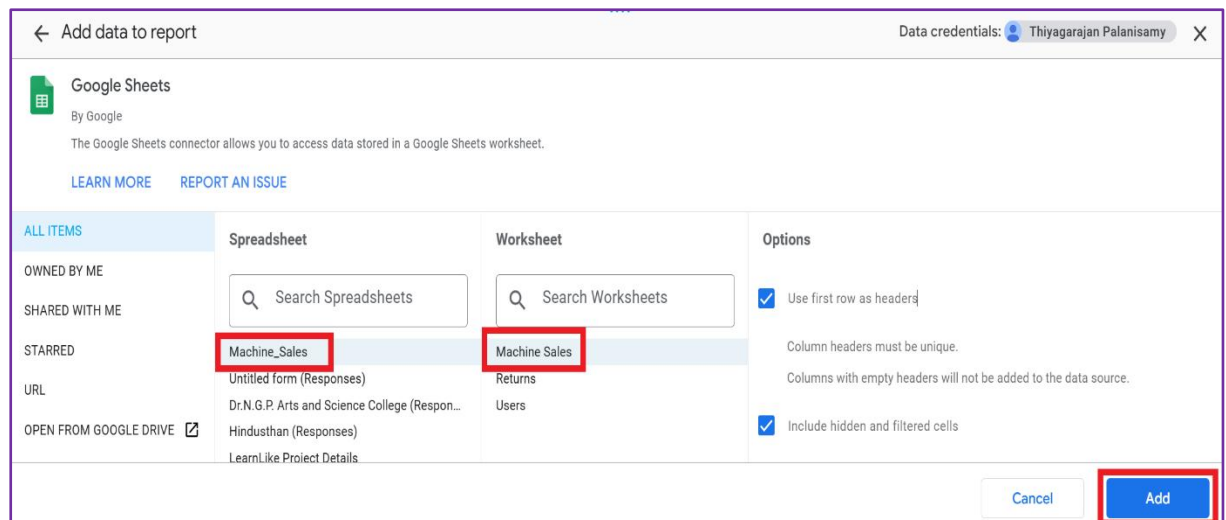 Add data to report
Data credentials: Thiyagarajan Palanisamy
Google Sheets
By Google
The Google Sheets connector allows you to access data stored in a Google Sheets worksheet.
LEARN MORE REPORT AN ISSUE
ALL ITEMS
OWNED BY ME
SHARED WITH ME
STARRED
URL
OPEN FROM GOOGLE DRIVE
Spreadsheet
Search Spreadsheets
Machine_Sales
Untitled form (Responses)
Dr.N.G.P. Arts and Science College (Respon...
Hindusthan (Responses)
LearnLike Project Details
Worksheet
Search Worksheets
Machine Sales
Returns
Users
Options
Use first row as headers
Column headers must be unique.
Columns with empty headers will not be added to the data source.
Include hidden and filtered cells
Cancel Add